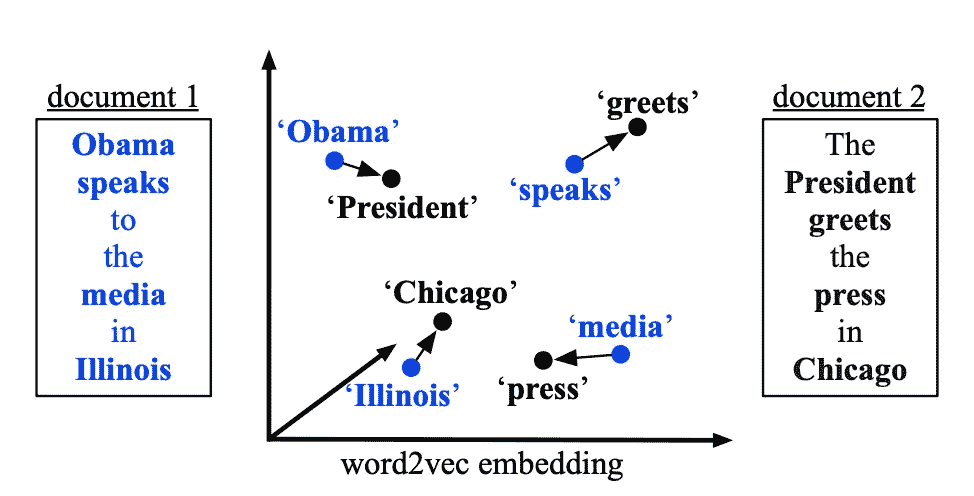 document 1
Obama
speaks
to
the
media
in
Illinois
‘Obama’
‘President’
‘greets’
‘speaks’
‘Chicago’
‘Illinois’
‘media’
‘press’
word2vec embedding
document 2
The
President
greets
the
press
in
Chicago